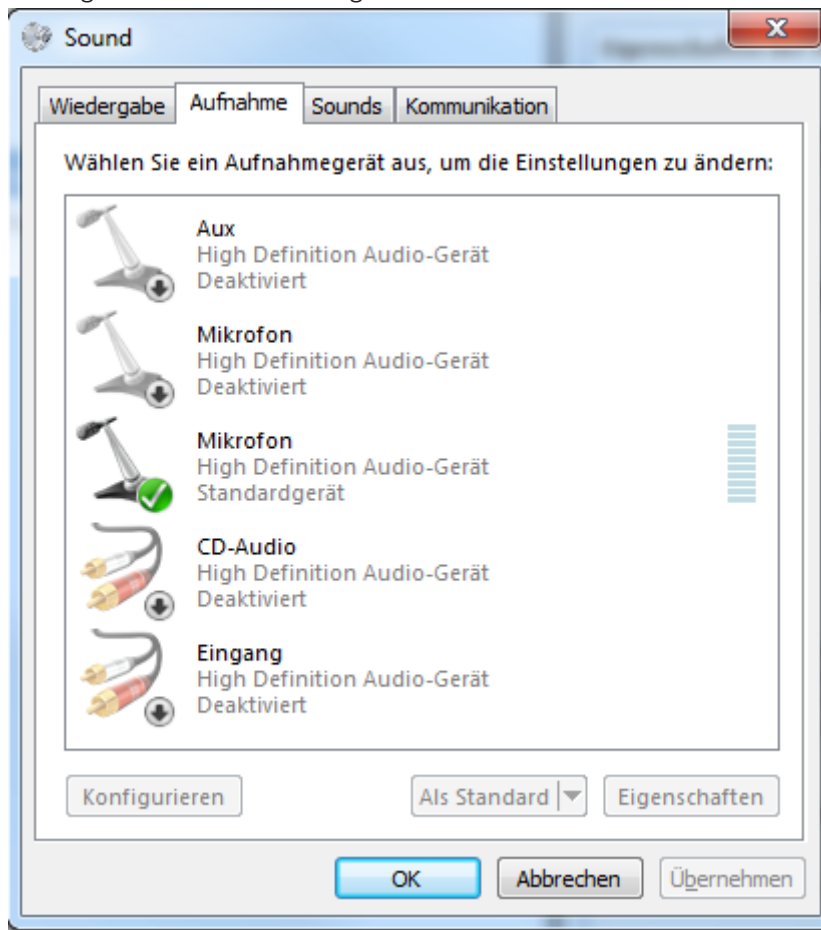 Sound
Wiedergabe Aufnahme Sounds Kommunikation
Wählen Sie ein Aufnahmegerät aus, um die Einstellungen zu ändern:
Aux
High Definition Audio-Gerät
Deaktiviert
Mikrofon
High Definition Audio-Gerät
Deaktiviert
Mikrofon
High Definition Audio-Gerät
Standardgerät
CD-Audio
High Definition Audio-Gerät
Deaktiviert
Eingang
High Definition Audio-Gerät
Deaktiviert
Konfigurieren Als Standard Eigenschaften
OK Abbrechen Übernehmen